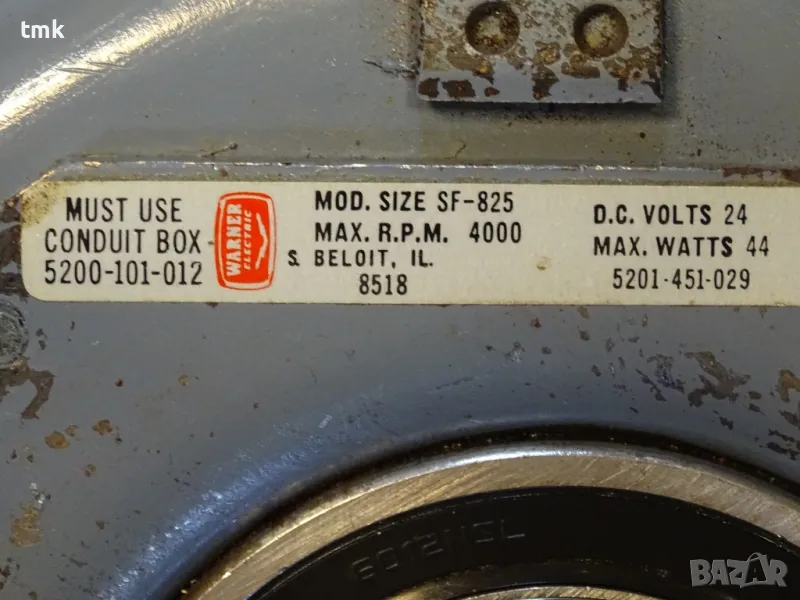 tmk
MUST USE
CONDUIT BOX
5200-101-012
WARNER
ELECTRIC
MOD. SIZE SF-825
MAX. R.P.M. 4000
S. BELOIT, IL.
8518
D.C. VOLTS 24
MAX. WATTS 44
5201-451-029
BAZAR